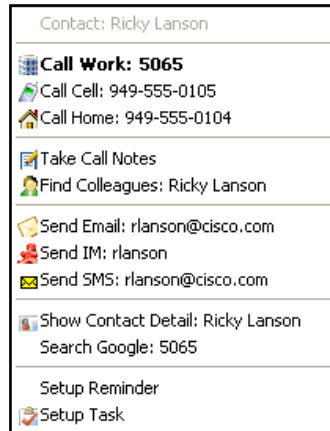 Contact: Ricky Lanson
Call Work: 5065
Call Cell: 949-555-0105
Call Home: 949-555-0104
Take Call Notes
Find Colleagues: Ricky Lanson
Send Email: rlanson@cisco.com
Send IM: rlanson
Send SMS: rlanson@cisco.com
Show Contact Detail: Ricky Lanson
Search Google: 5065
Setup Reminder
Setup Task